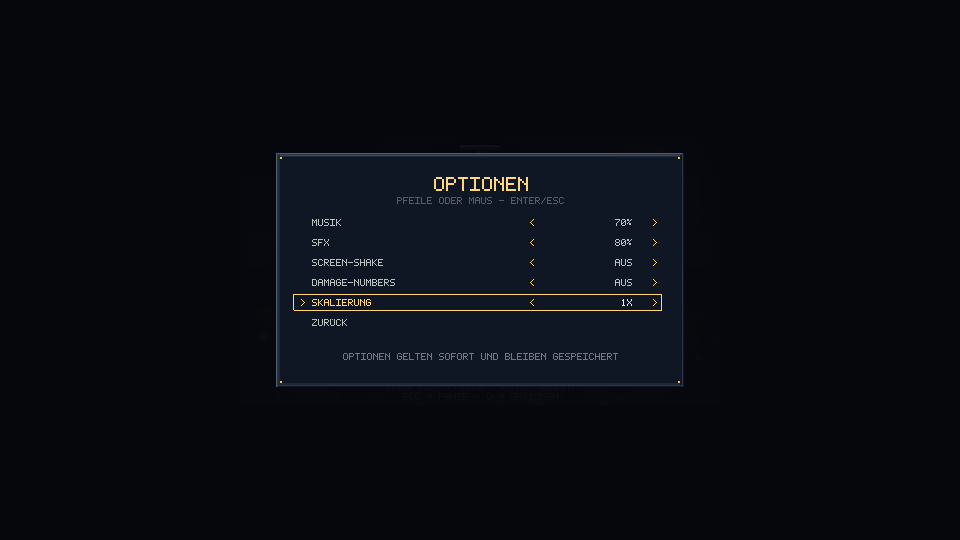 OPTIONEN
PFEILE ODER MAUS - ENTER/ESC
MUSIK < 70% >
SFX < 80% >
SCREEN-SHAKE < AUS >
DAMAGE-NUMBERS < AUS >
> SKALIERUNG < 1X >
ZURÜCK
OPTIONEN GELTEN SOFORT UND BLEIBEN GESPEICHERT